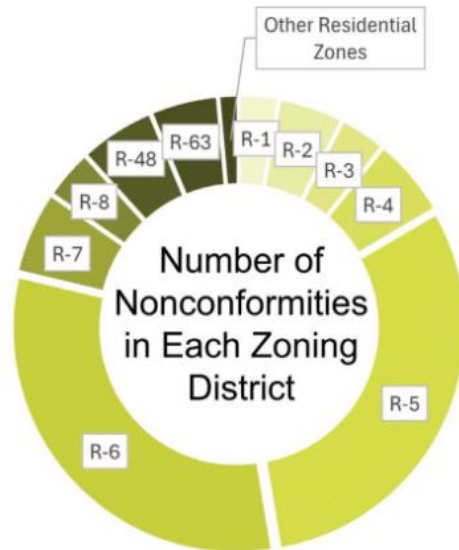 Other Residential
Zones
R-1
R-2
R-3
R-4
R-5
R-6
R-7
R-8
R-48
R-63
Number of
Nonconformities
in Each Zoning
District